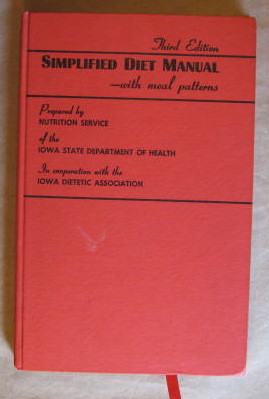 Third Edition
SIMPLIFIED DIET MANUAL
—with meal patterns
Prepared by
NUTRITION SERVICE
of the
IOWA STATE DEPARTMENT OF HEALTH
In cooperation with the
IOWA DIETETIC ASSOCIATION